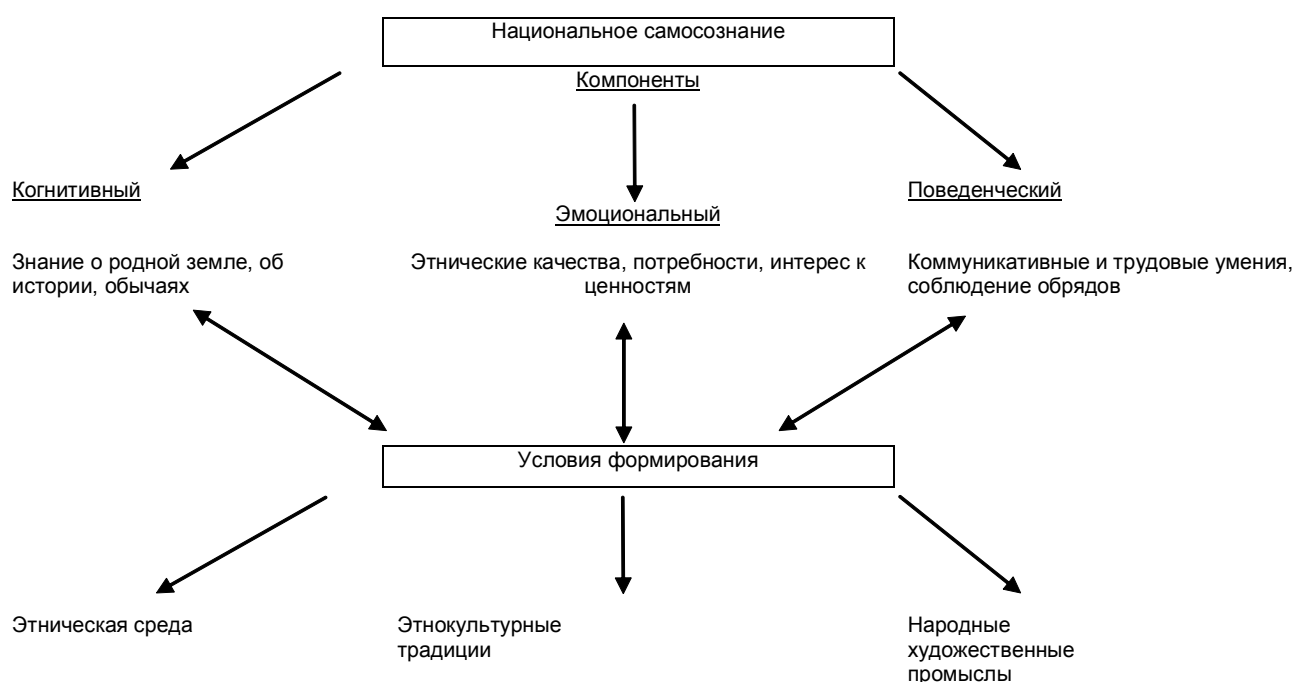 Национальное самосознание
Компоненты
Когнитивный
Эмоциональный
Поведенческий
Знание о родной земле, об
истории, обычаях
Этнические качества, потребности, интерес к
ценностям
Коммуникативные и трудовые умения,
соблюдение обрядов
Условия формирования
Этническая среда
Этнокультурные
традиции
Народные
художественные
промыслы